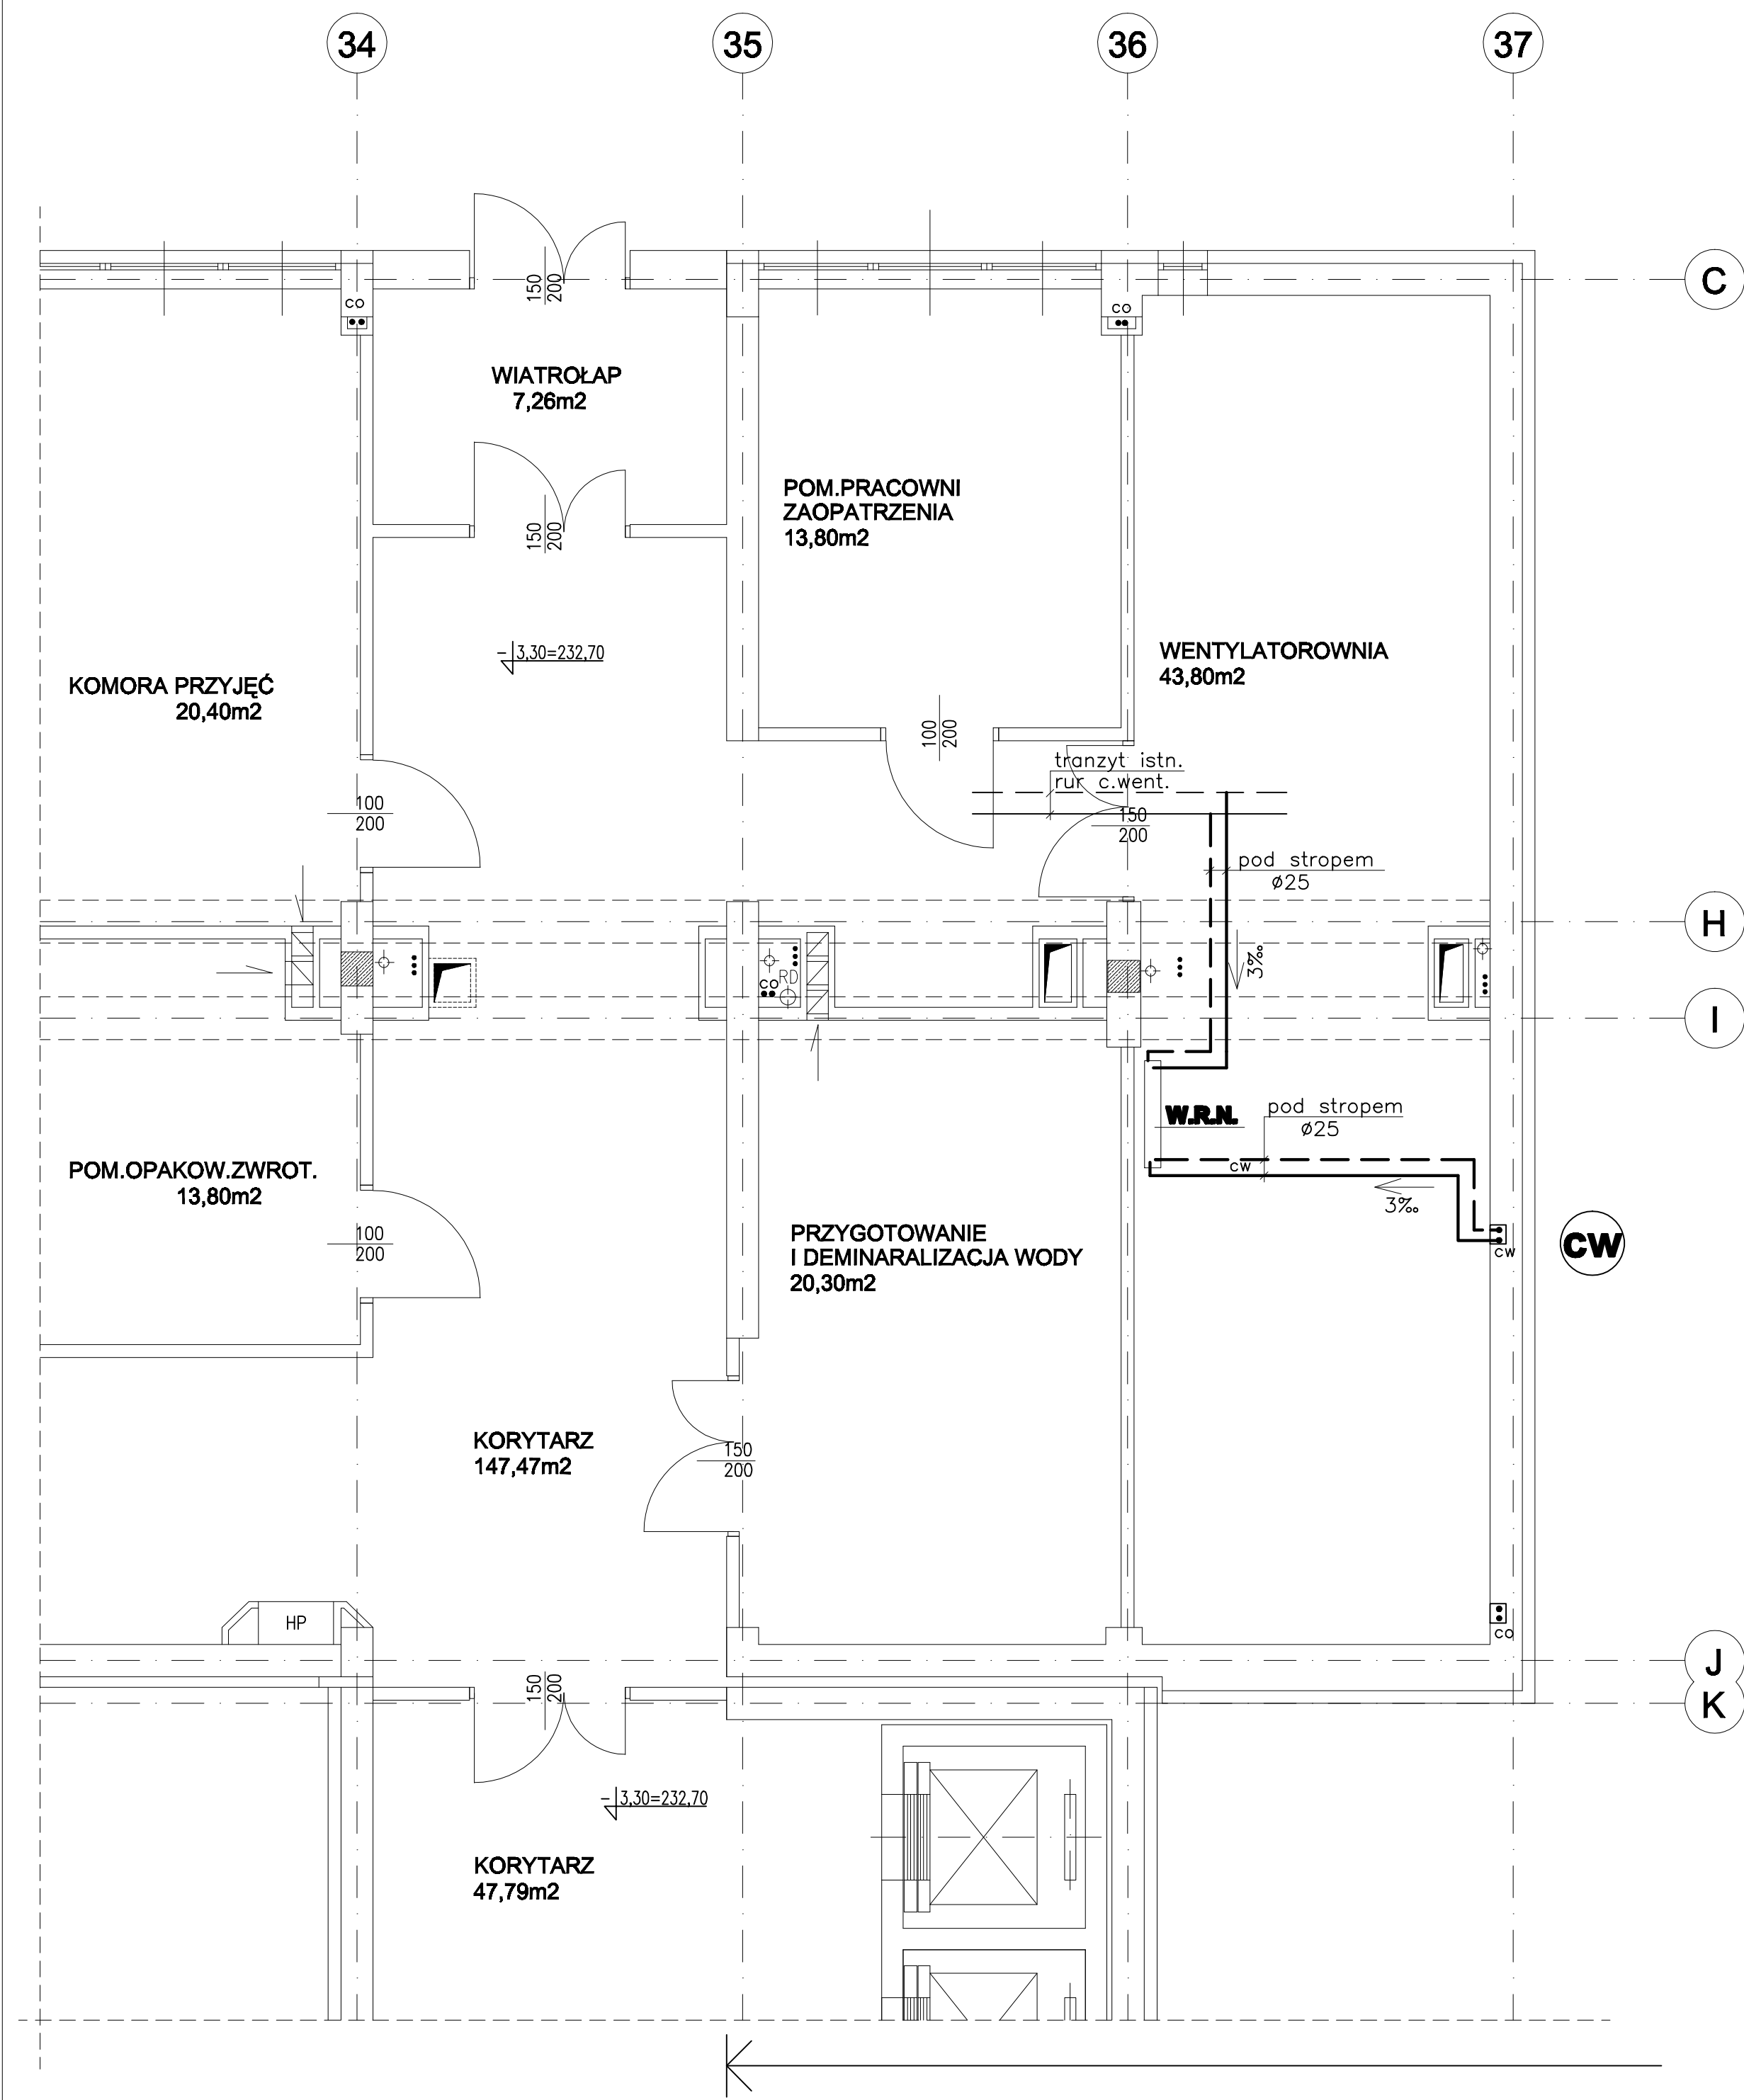 34
35
36
37
C
150
200
CO
CO
WIATROŁAP
7,26m2
150
200
POM.PRACOWNI
ZAOPATRZENIA
13,80m2
-3,30=232,70
WENTYLATOROWNIA
43,80m2
KOMORA PRZYJĘĆ
20,40m2
100
200
tranzyt istn.
rur c.went.
100
200
150
200
pod stropem
ø25
H
3‰
RD
CO
I
W.R.N.
pod stropem
ø25
CW
POM.OPAKOW.ZWROT.
13,80m2
3‰
100
200
PRZYGOTOWANIE
I DEMINARALIZACJA WODY
20,30m2
CW
CW
KORYTARZ
147,47m2
150
200
HP
CO
J
K
150
200
-3,30=232,70
KORYTARZ
47,79m2